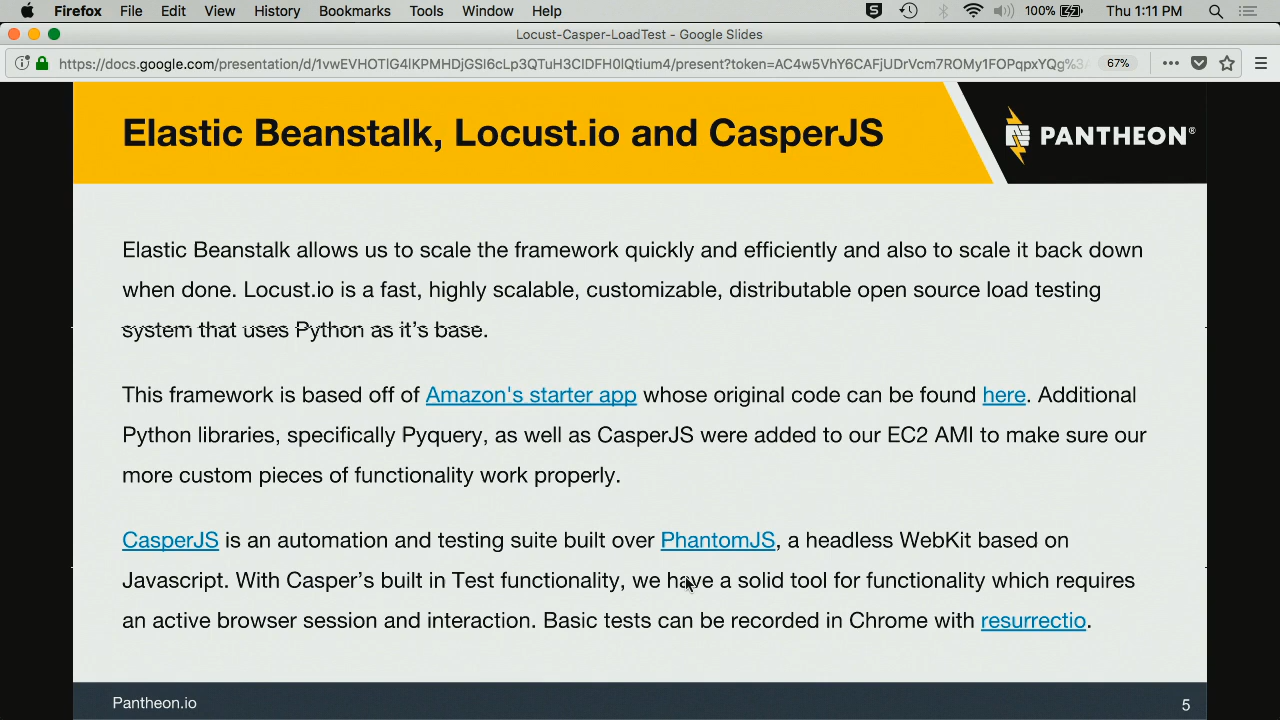 Firefox File Edit View History Bookmarks Tools Window Help 100% Thu 1:11 PM
Locust-Casper-LoadTest - Google Slides
67%
Elastic Beanstalk, Locust.io and CasperJS
PANTHEON®
Elastic Beanstalk allows us to scale the framework quickly and efficiently and also to scale it back down
when done. Locust.io is a fast, highly scalable, customizable, distributable open source load testing
system that uses Python as it's base.
This framework is based off of Amazon's starter app whose original code can be found here. Additional
Python libraries, specifically Pyquery, as well as CasperJS were added to our EC2 AMI to make sure our
more custom pieces of functionality work properly.
CasperJS is an automation and testing suite built over PhantomJS, a headless WebKit based on
Javascript. With Casper's built in Test functionality, we have a solid tool for functionality which requires
an active browser session and interaction. Basic tests can be recorded in Chrome with resurrectio.
Pantheon.io
5